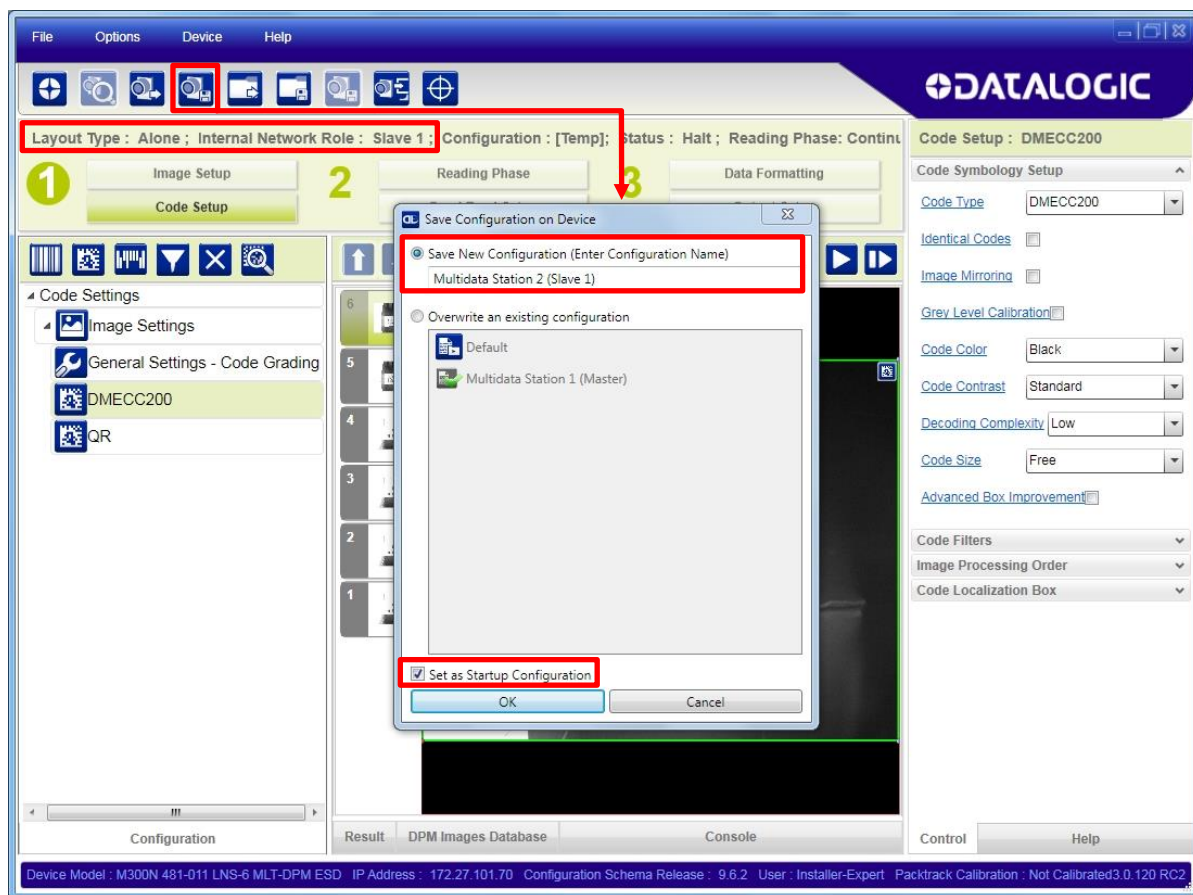 File Options Device Help
DATALOGIC
Layout Type : Alone ; Internal Network Role : Slave 1 ; Configuration : [Temp]; Status : Halt ; Reading Phase: Continu
1 Image Setup 2 Reading Phase 3 Data Formatting
Code Setup
Code Settings
Image Settings
General Settings - Code Grading
DMECC200
QR
Configuration
6
5
4
3
2
1
Save Configuration on Device
Save New Configuration (Enter Configuration Name)
Multidata Station 2 (Slave 1)
Overwrite an existing configuration
Default
Multidata Station 1 (Master)
Set as Startup Configuration
OK Cancel
Result DPM Images Database Console
Code Setup : DMECC200
Code Symbology Setup
Code Type DMECC200
Identical Codes
Image Mirroring
Grey Level Calibration
Code Color Black
Code Contrast Standard
Decoding Complexity Low
Code Size Free
Advanced Box Improvement
Code Filters
Image Processing Order
Code Localization Box
Control Help
Device Model : M300N 481-011 LNS-6 MLT-DPM ESD IP Address : 172.27.101.70 Configuration Schema Release : 9.6.2 User : Installer-Expert Packtrack Calibration : Not Calibrated3.0.120 RC2